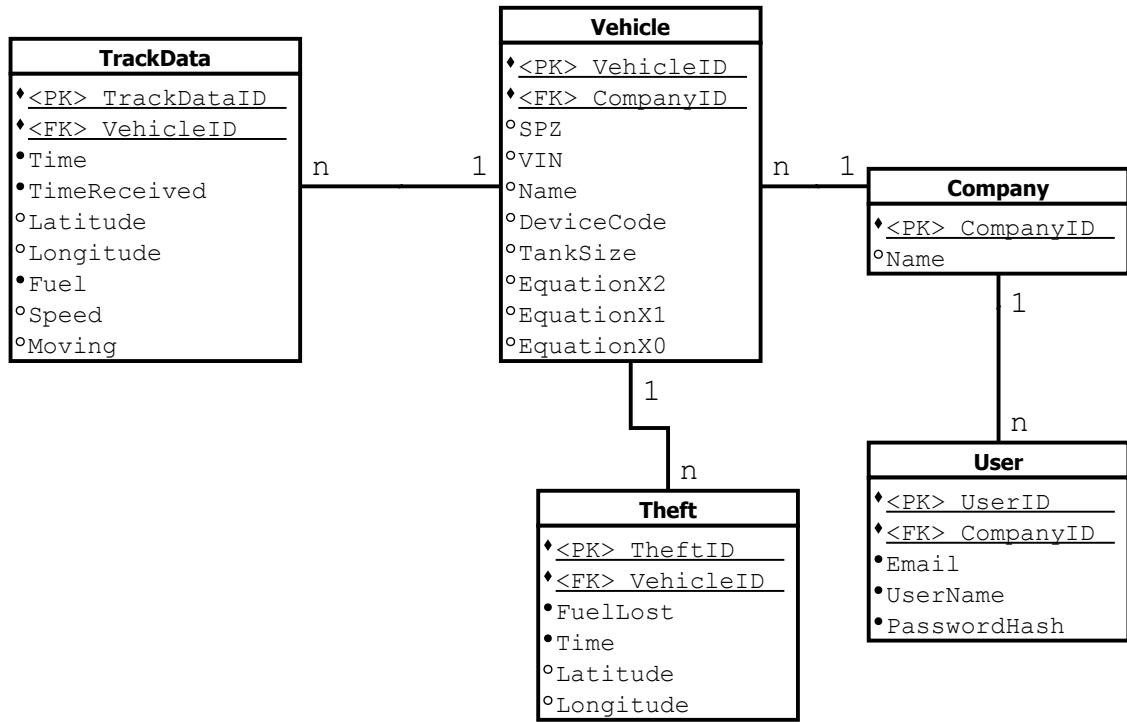 TrackData
<PK> TrackDataID
<FK> VehicleID
Time
TimeReceived
Latitude
Longitude
Fuel
Speed
Moving
n
1
Vehicle
<PK> VehicleID
<FK> CompanyID
SPZ
VIN
Name
DeviceCode
TankSize
EquationX2
EquationX1
EquationX0
n
1
Company
<PK> CompanyID
Name
1
n
User
<PK> UserID
<FK> CompanyID
Email
UserName
PasswordHash
1
n
Theft
<PK> TheftID
<FK> VehicleID
FuelLost
Time
Latitude
Longitude